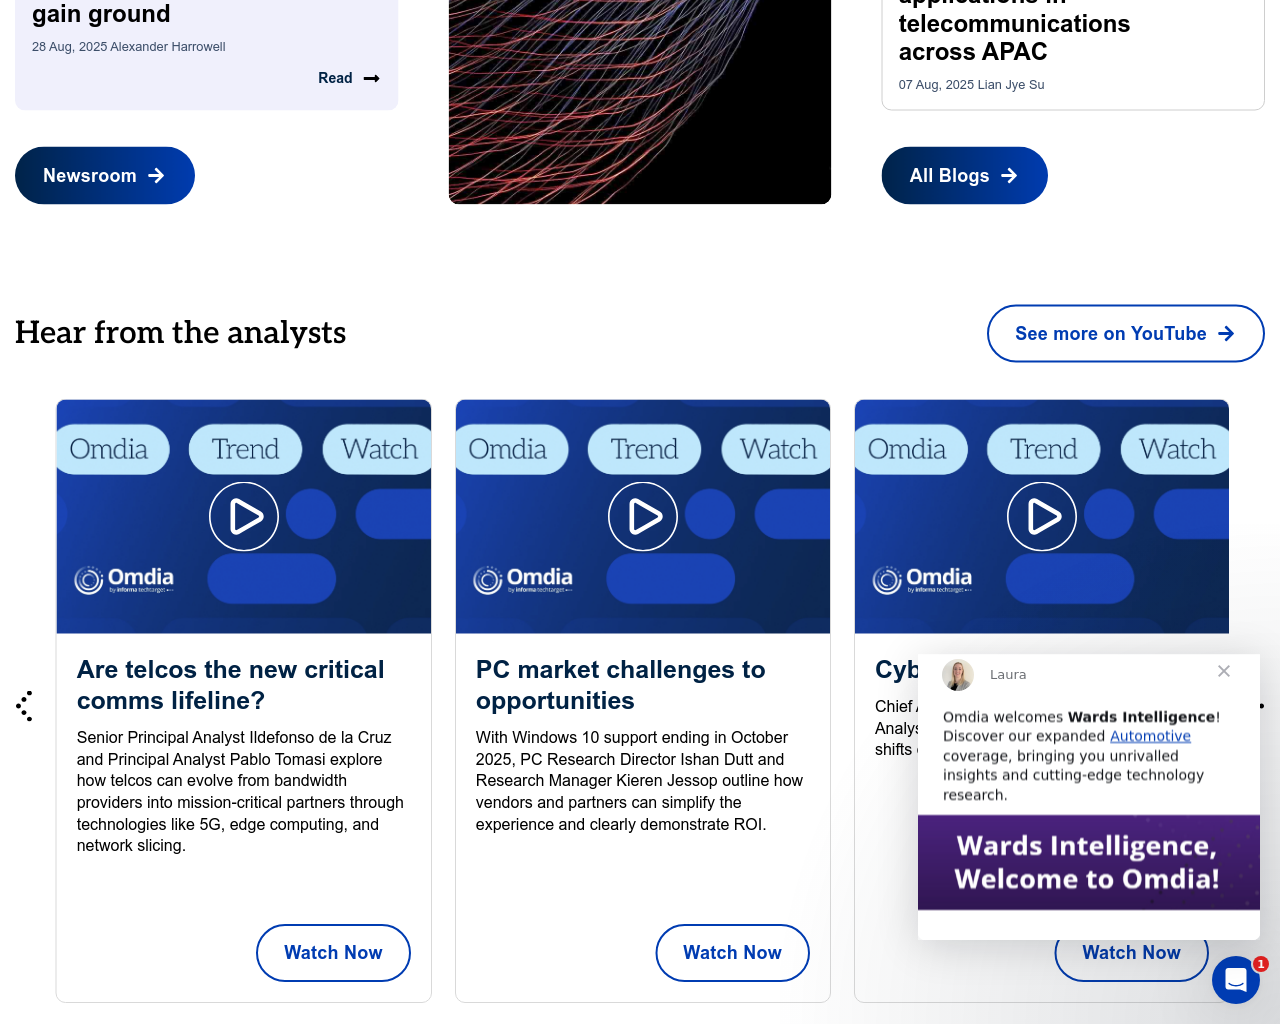 gain ground
28 Aug, 2025 Alexander Harrowell
Read
Newsroom
telecommunications
across APAC
07 Aug, 2025 Lian Jye Su
All Blogs
Hear from the analysts
See more on YouTube
Omdia Trend Watch
Omdia
by informa techtarget
Are telcos the new critical
comms lifeline?
Senior Principal Analyst Ildefonso de la Cruz
and Principal Analyst Pablo Tomasi explore
how telcos can evolve from bandwidth
providers into mission-critical partners through
technologies like 5G, edge computing, and
network slicing.
Watch Now
Omdia Trend Watch
Omdia
by informa techtarget
PC market challenges to
opportunities
With Windows 10 support ending in October
2025, PC Research Director Ishan Dutt and
Research Manager Kieren Jessop outline how
vendors and partners can simplify the
experience and clearly demonstrate ROI.
Watch Now
Omdia Trend Watch
Omdia
by informa techtarget
Cyb
Chief
Analys
shifts
Watch Now
Laura
Omdia welcomes Wards Intelligence!
Discover our expanded Automotive
coverage, bringing you unrivalled
insights and cutting-edge technology
research.
Wards Intelligence,
Welcome to Omdia!
1